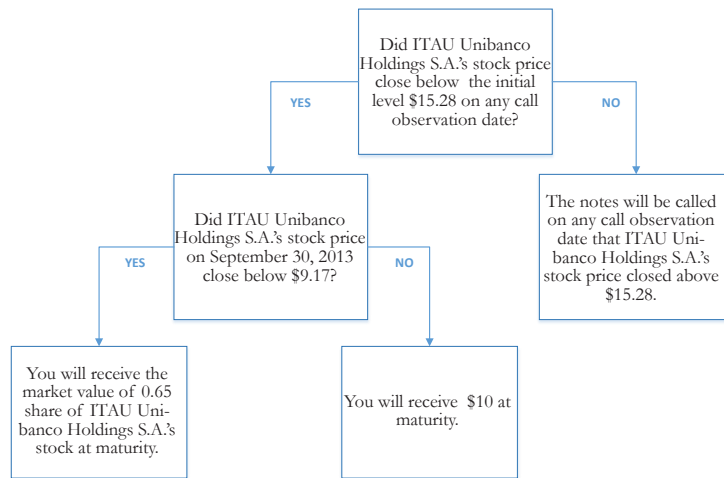 Did ITAU Unibanco
Holdings S.A.'s stock price
close below the initial
level $15.28 on any call
observation date?
YES
NO
Did ITAU Unibanco
Holdings S.A.'s stock price
on September 30, 2013
close below $9.17?
The notes will be called
on any call observation
date that ITAU Uni-
banco Holdings S.A.'s
stock price closed above
$15.28.
YES
NO
You will receive the
market value of 0.65
share of ITAU Uni-
banco Holdings S.A.'s
stock at maturity.
You will receive $10 at
maturity.